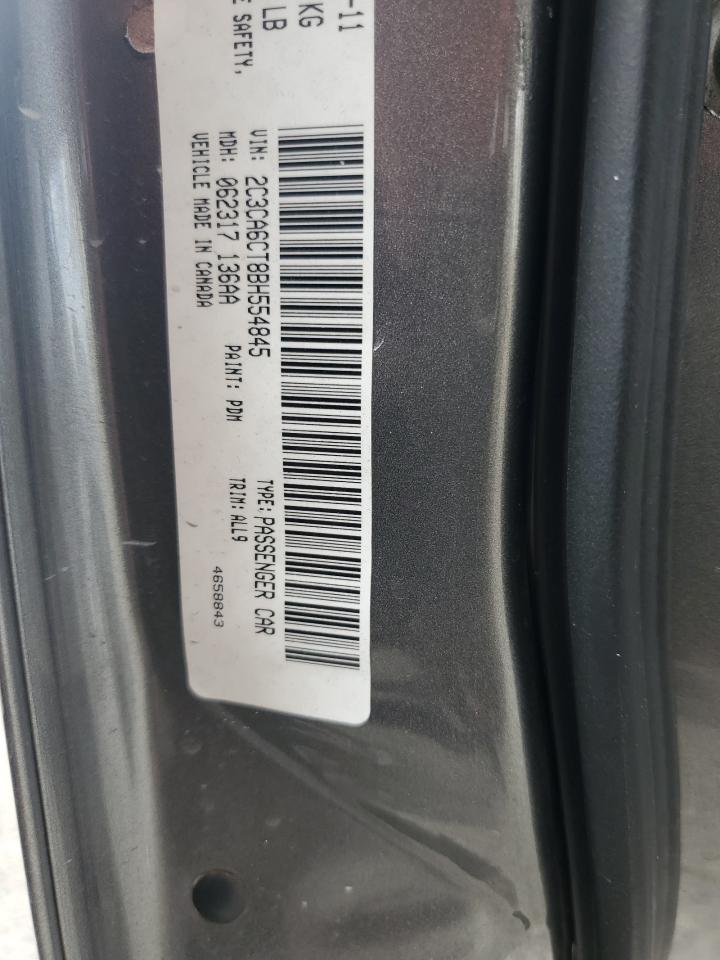 -11
KG
LB
E SAFETY,
VIN: 2C3CA6CT8BH554845
TYPE: PASSENGER CAR
MDH: 062317 136AA
PAINT: PDM
TRIM: ALL9
VEHICLE MADE IN CANADA
4658843